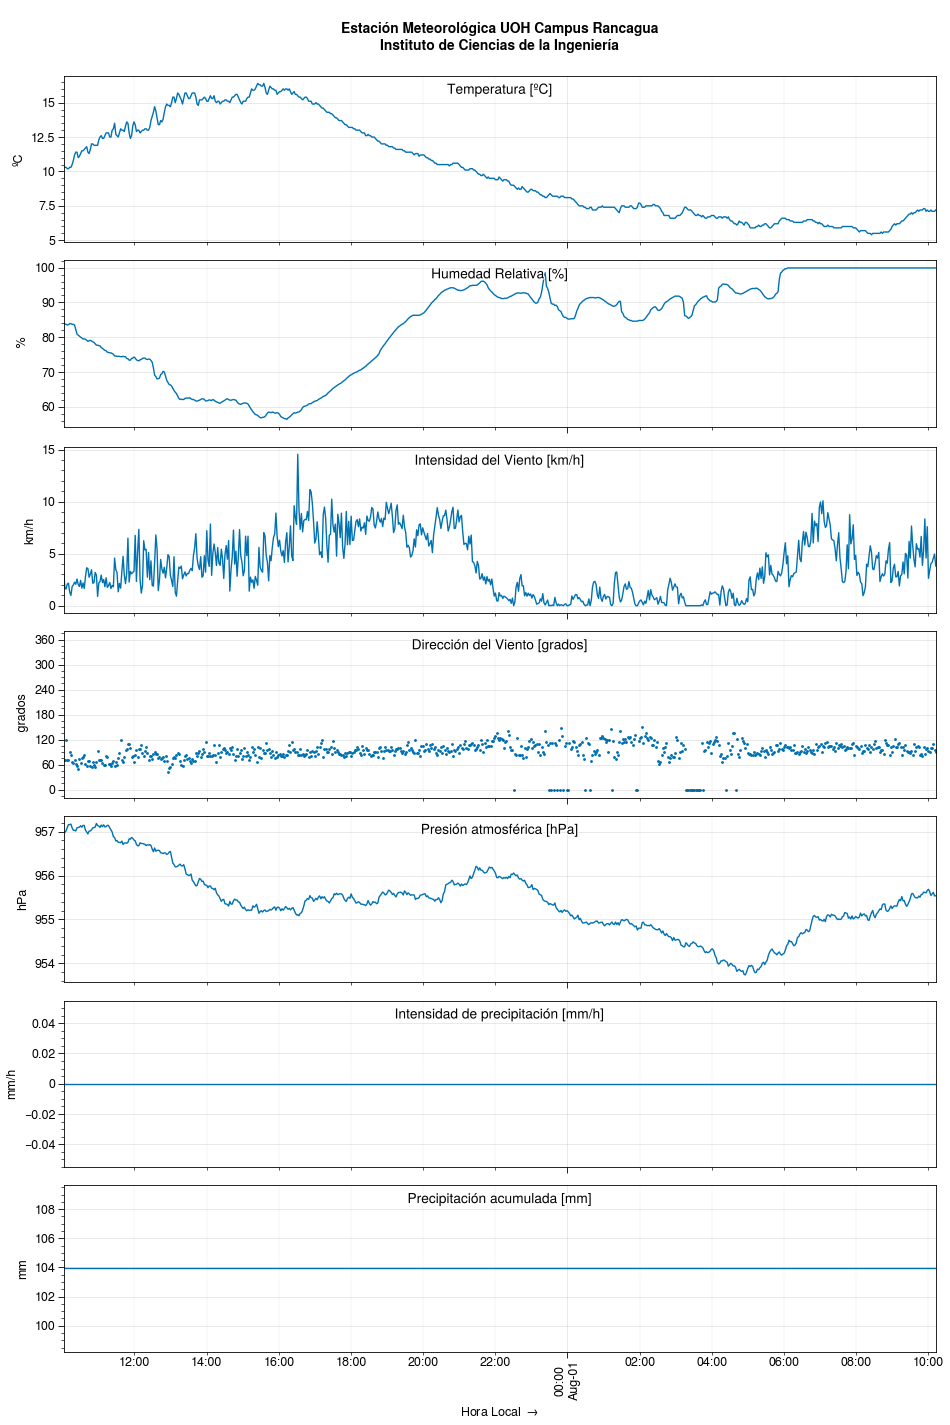 Estación Meteorológica UOH Campus Rancagua
Instituto de Ciencias de la Ingeniería
Temperatura [ºC]
ºC
15
12.5
10
7.5
5
Humedad Relativa [%]
%
100
90
80
70
60
Intensidad del Viento [km/h]
km/h
15
10
5
0
Dirección del Viento [grados]
grados
360
300
240
180
120
60
0
Presión atmosférica [hPa]
hPa
957
956
955
954
Intensidad de precipitación [mm/h]
mm/h
0.04
0.02
0
−0.02
−0.04
Precipitación acumulada [mm]
mm
108
106
104
102
100
12:00 14:00 16:00 18:00 20:00 22:00 00:00 02:00 04:00 06:00 08:00 10:00
Aug-01
Hora Local →